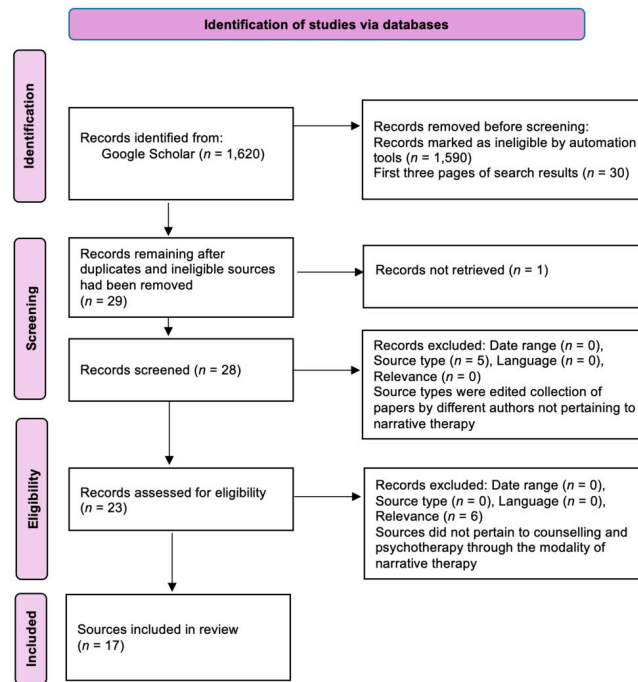 Identification of studies via databases
Identification
Records identified from:
Google Scholar (n = 1,620)
Records removed before screening:
Records marked as ineligible by automation
tools (n = 1,590)
First three pages of search results (n = 30)
Screening
Records remaining after
duplicates and ineligible sources
had been removed
(n = 29)
Records not retrieved (n = 1)
Records screened (n = 28)
Records excluded: Date range (n = 0),
Source type (n = 5), Language (n = 0),
Relevance (n = 0)
Source types were edited collection of
papers by different authors not pertaining to
narrative therapy
Eligibility
Records assessed for eligibility
(n = 23)
Records excluded: Date range (n = 0),
Source type (n = 0), Language (n = 0),
Relevance (n = 6)
Sources did not pertain to counselling and
psychotherapy through the modality of
narrative therapy
Included
Sources included in review
(n = 17)